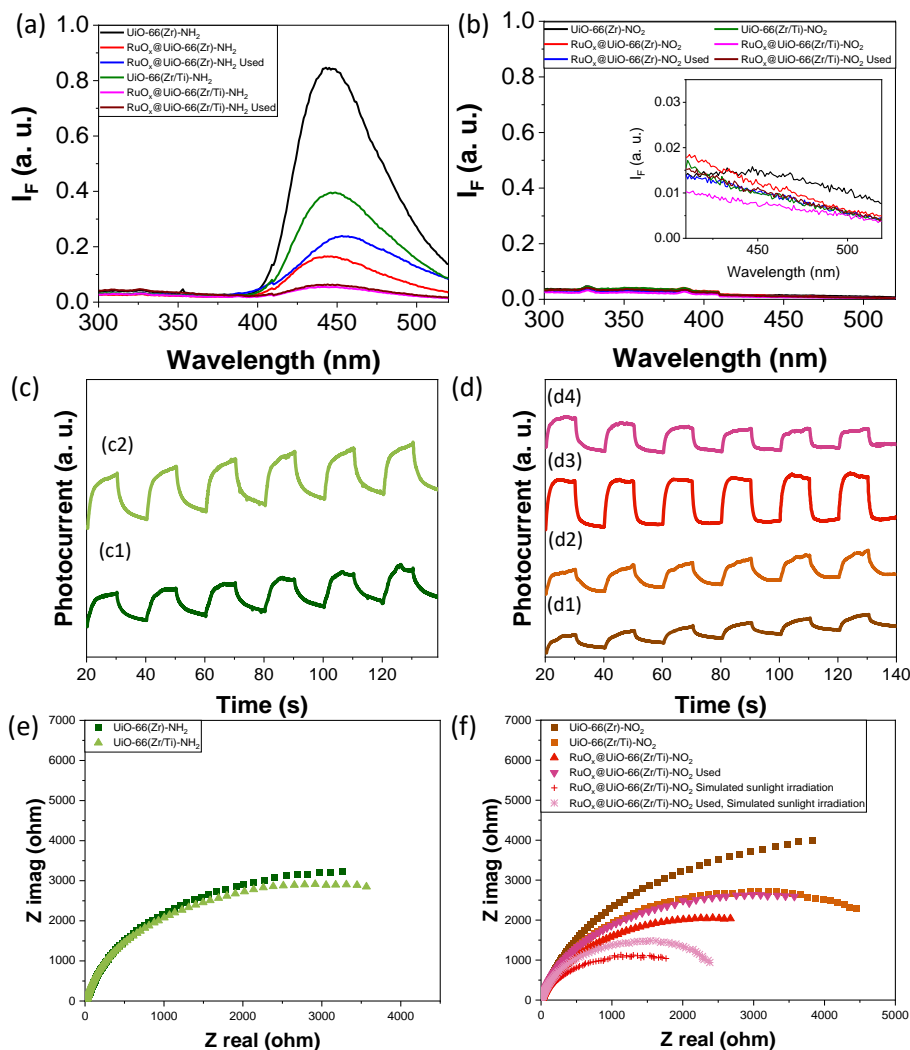 (a)
UiO-66(Zr)-NH₂
RuOₓ@UiO-66(Zr)-NH₂
RuOₓ@UiO-66(Zr)-NH₂ Used
UiO-66(Zr/Ti)-NH₂
RuOₓ@UiO-66(Zr/Ti)-NH₂
RuOₓ@UiO-66(Zr/Ti)-NH₂ Used
1.0
0.8
0.6
0.4
0.2
0.0
I_F (a. u.)
300 350 400 450 500
Wavelength (nm)
(b)
UiO-66(Zr)-NO₂ UiO-66(Zr/Ti)-NO₂
RuOₓ@UiO-66(Zr)-NO₂ RuOₓ@UiO-66(Zr/Ti)-NO₂
RuOₓ@UiO-66(Zr)-NO₂ Used RuOₓ@UiO-66(Zr/Ti)-NO₂ Used
1.0
0.8
0.6
0.4
0.2
0.0
I_F (a. u.)
0.03
0.02
0.01
0.00
I_F (a. u.)
450 500
Wavelength (nm)
300 350 400 450 500
Wavelength (nm)
(c)
(c2)
(c1)
Photocurrent (a. u.)
20 40 60 80 100 120
Time (s)
(d)
(d4)
(d3)
(d2)
(d1)
Photocurrent (a. u.)
20 40 60 80 100 120 140
Time (s)
(e)
UiO-66(Zr)-NH₂
UiO-66(Zr/Ti)-NH₂
7000
6000
5000
4000
3000
2000
1000
0
Z imag (ohm)
0 1000 2000 3000 4000
Z real (ohm)
(f)
UiO-66(Zr)-NO₂
UiO-66(Zr/Ti)-NO₂
RuOₓ@UiO-66(Zr/Ti)-NO₂
RuOₓ@UiO-66(Zr/Ti)-NO₂ Used
RuOₓ@UiO-66(Zr/Ti)-NO₂ Simulated sunlight irradiation
RuOₓ@UiO-66(Zr/Ti)-NO₂ Used, Simulated sunlight irradiation
7000
6000
5000
4000
3000
2000
1000
0
Z imag (ohm)
0 500 1000 1500 2000 2500 3000 3500 4000 4500 5000
Z real (ohm)